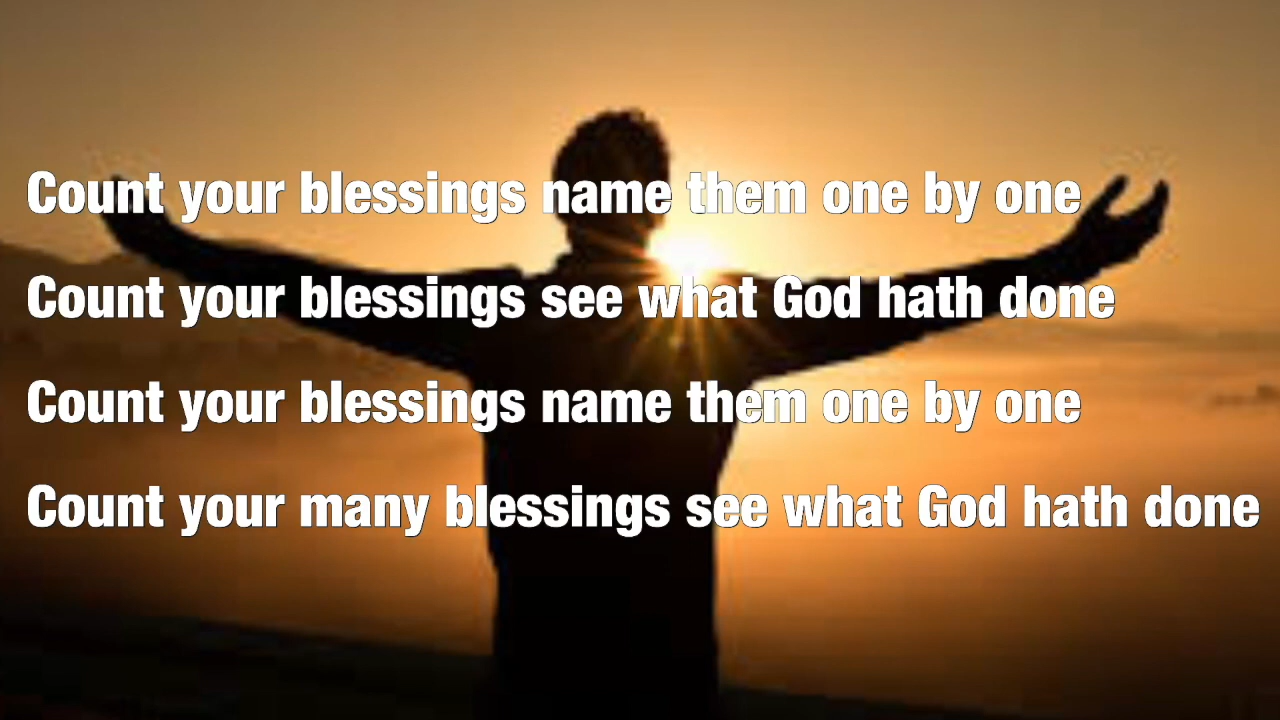 Count your blessings name them one by one
Count your blessings see what God hath done
Count your blessings name them one by one
Count your many blessings see what God hath done